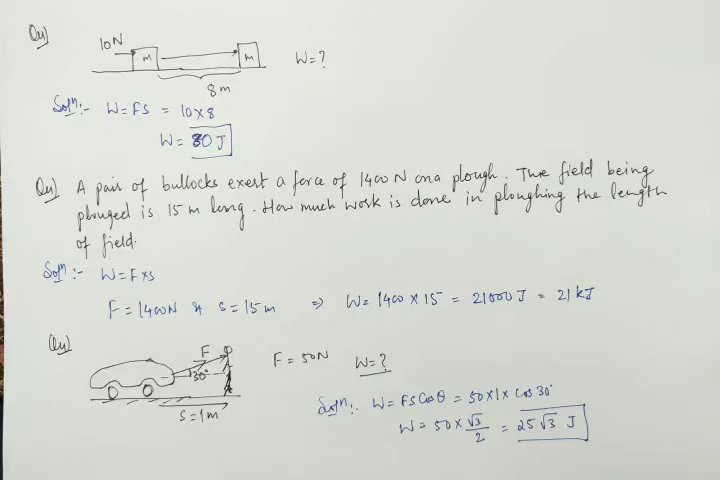 Qu)
10N
m
m
W=?
8m
Solⁿ:- W=FS = 10×8
W= 80 J
Qu) A pair of bullocks exert a force of 1400 N on a plough. The field being
plouged is 15 m long. How much work is done in ploughing the length
of field.
Solⁿ:- W=F×S
F=1400N & S=15m ⇒ W= 1400×15 = 21000 J = 21 kJ
Qu)
F
30°
S=1m
F=50N W=?
Solⁿ:- W=FS Cosθ = 50×1× Cos 30°
W= 50×√3/2 = 25√3 J